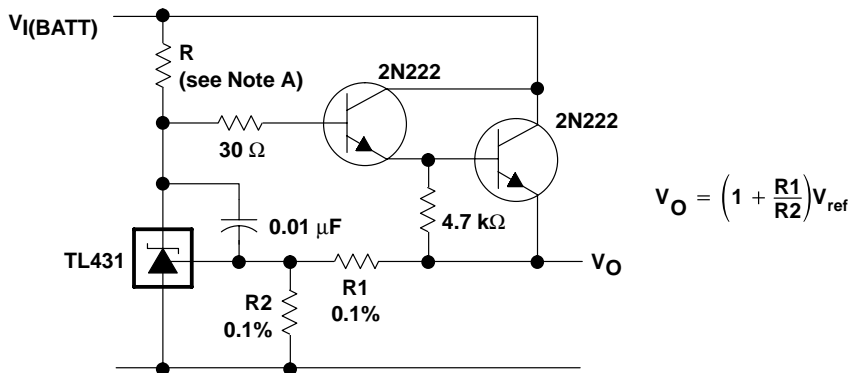 VI(BATT)
R
(see Note A)
2N222
2N222
30 Ω
0.01 μF
4.7 kΩ
VO = (1 + R1/R2)Vref
TL431
VO
R2
0.1%
R1
0.1%